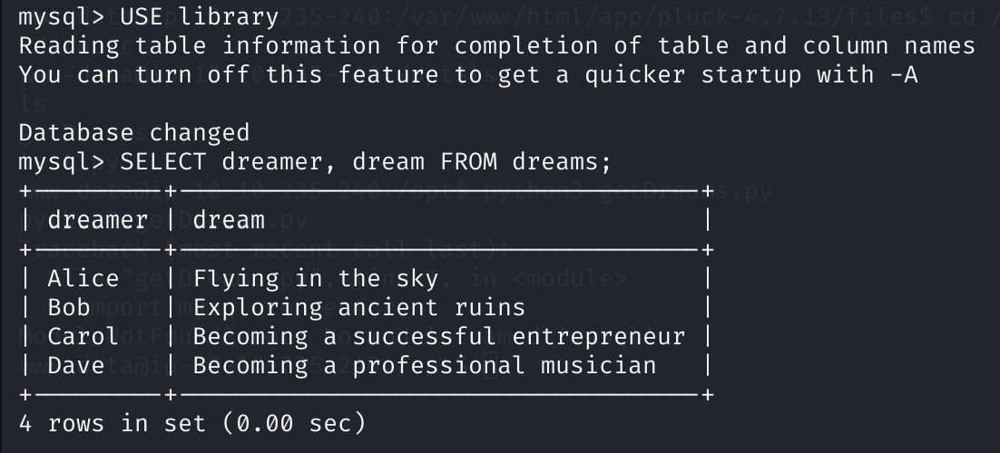 mysql> USE library
Reading table information for completion of table and column names
You can turn off this feature to get a quicker startup with -A
Database changed
mysql> SELECT dreamer, dream FROM dreams;
+---------+------------------------------------+
| dreamer | dream                              |
+---------+------------------------------------+
| Alice   | Flying in the sky                  |
| Bob     | Exploring ancient ruins            |
| Carol   | Becoming a successful entrepreneur |
| Dave    | Becoming a professional musician   |
+---------+------------------------------------+
4 rows in set (0.00 sec)